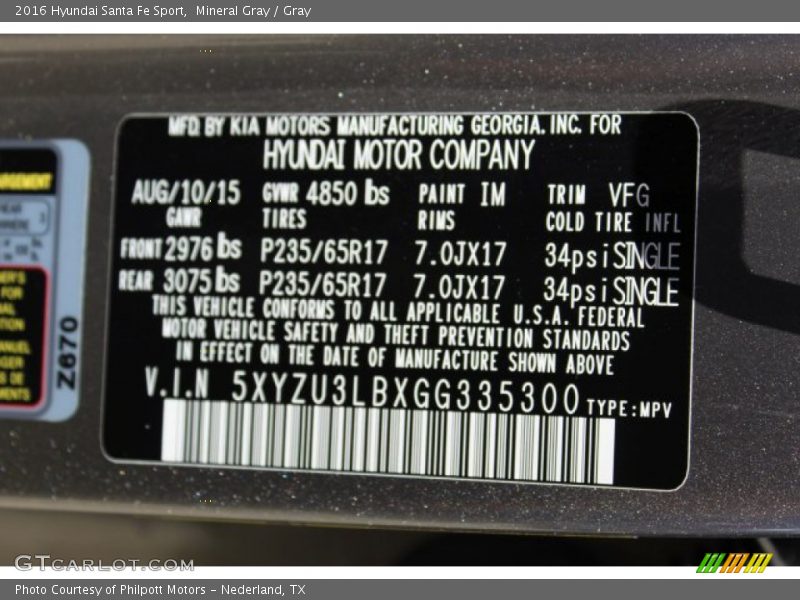 2016 Hyundai Santa Fe Sport, Mineral Gray / Gray
MFD. BY KIA MOTORS MANUFACTURING GEORGIA. INC. FOR
HYUNDAI MOTOR COMPANY
AUG/10/15 GVWR 4850 lbs PAINT IM TRIM VFG
GAWR TIRES RIMS COLD TIRE INFL
FRONT 2976 lbs P235/65R17 7.0JX17 34psi SINGLE
REAR 3075 lbs P235/65R17 7.0JX17 34psi SINGLE
THIS VEHICLE CONFORMS TO ALL APPLICABLE U.S.A. FEDERAL
MOTOR VEHICLE SAFETY AND THEFT PREVENTION STANDARDS
IN EFFECT ON THE DATE OF MANUFACTURE SHOWN ABOVE
V.I.N 5XYZU3LBXGG335300 TYPE:MPV
Z670
GTCARLOT.COM
Photo Courtesy of Philpott Motors - Nederland, TX